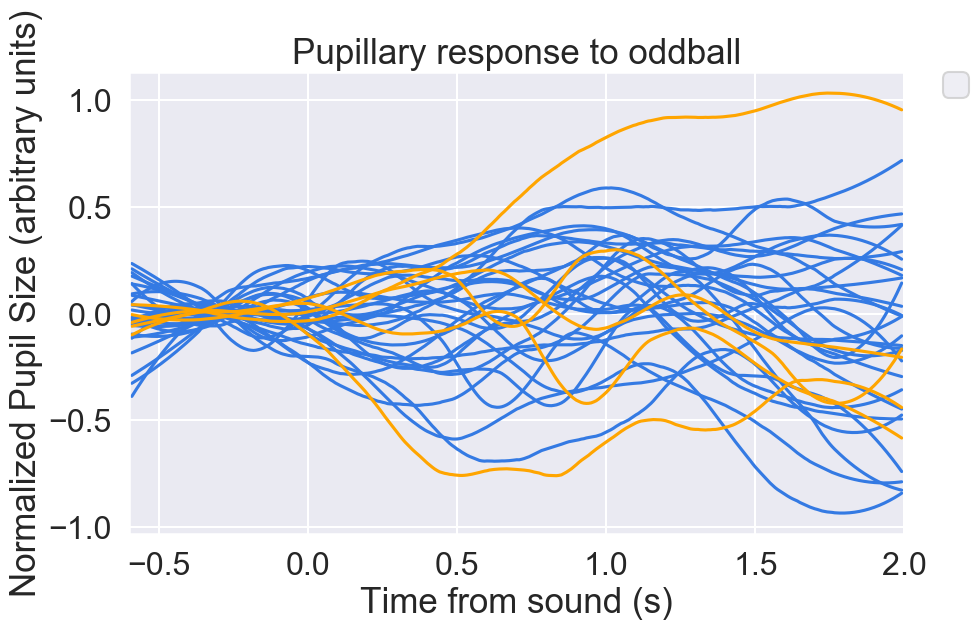 Pupillary response to oddball
Normalized Pupil Size (arbitrary units)
1.0
0.5
0.0
−0.5
−1.0
−0.5 0.0 0.5 1.0 1.5 2.0
Time from sound (s)